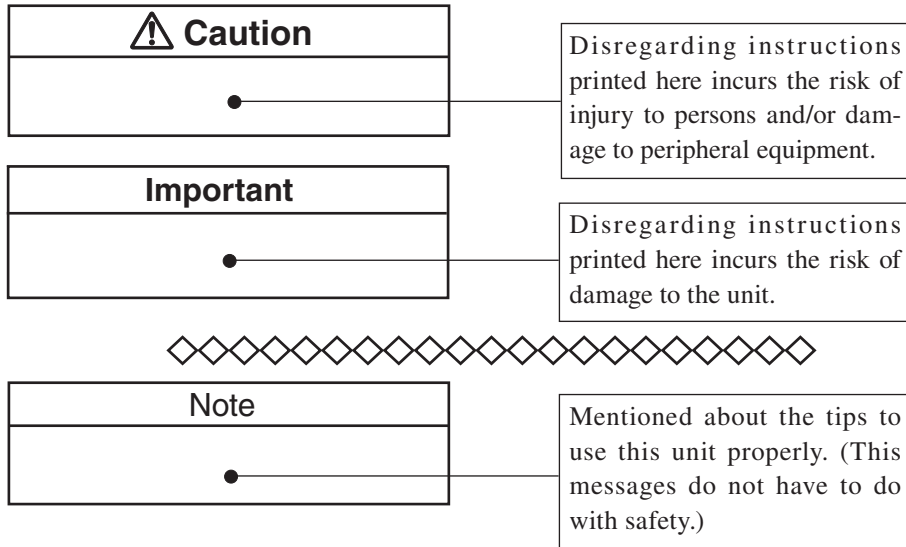 Caution
Disregarding instructions
printed here incurs the risk of
injury to persons and/or dam-
age to peripheral equipment.
Important
Disregarding instructions
printed here incurs the risk of
damage to the unit.
Note
Mentioned about the tips to
use this unit properly. (This
messages do not have to do
with safety.)